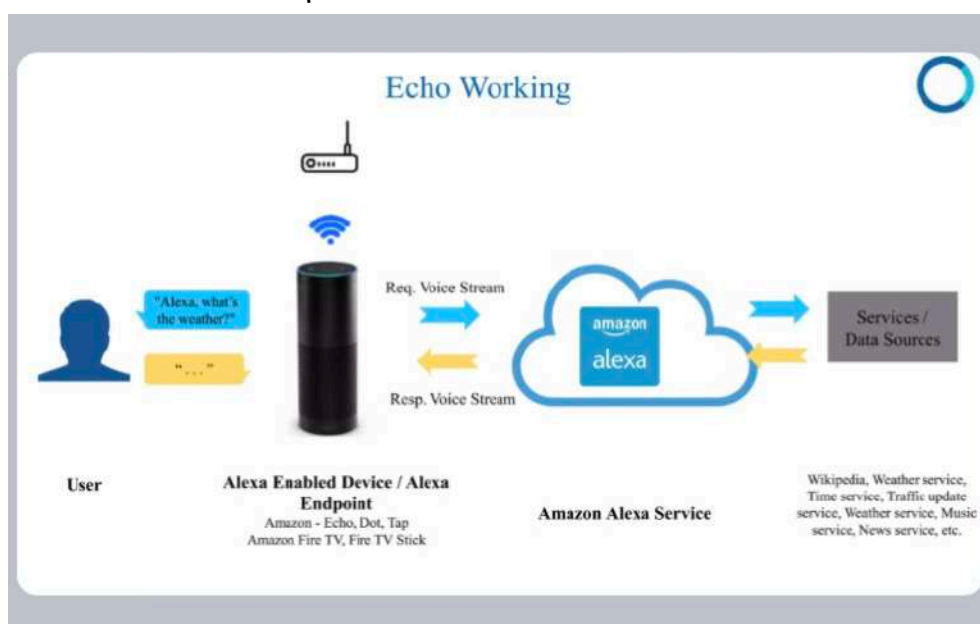 Echo Working
"Alexa, what's
the weather?"
"...."
Req. Voice Stream
Resp. Voice Stream
amazon
alexa
Services /
Data Sources
User
Alexa Enabled Device / Alexa
Endpoint
Amazon - Echo, Dot, Tap
Amazon Fire TV, Fire TV Stick
Amazon Alexa Service
Wikipedia, Weather service,
Time service, Traffic update
service, Weather service, Music
service, News service, etc.